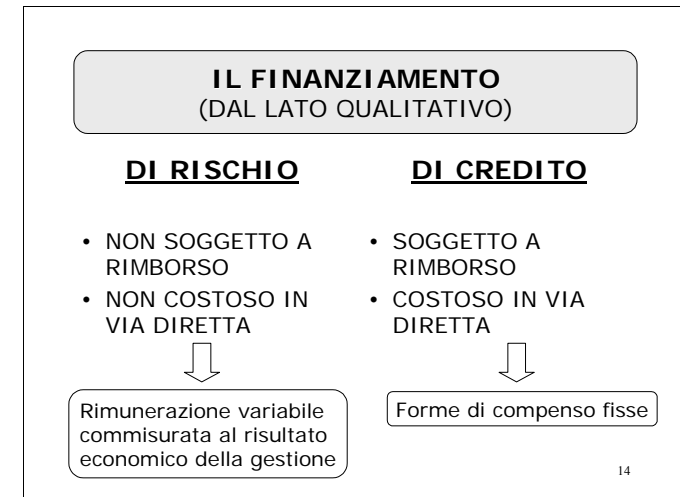 IL FINANZIAMENTO
(DAL LATO QUALITATIVO)
DI RISCHIO
• NON SOGGETTO A
RIMBORSO
• NON COSTOSO IN
VIA DIRETTA
Rimunerazione variabile
commisurata al risultato
economico della gestione
DI CREDITO
• SOGGETTO A
RIMBORSO
• COSTOSO IN VIA
DIRETTA
Forme di compenso fisse
14